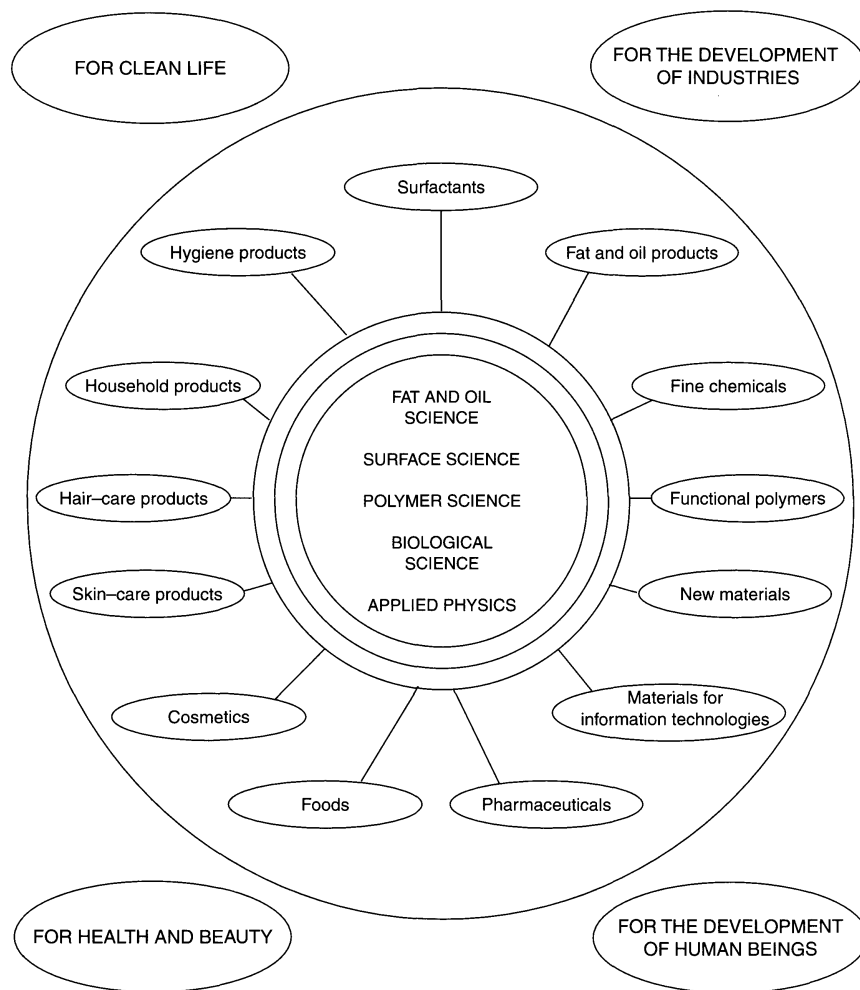 FOR CLEAN LIFE
FOR THE DEVELOPMENT
OF INDUSTRIES
Surfactants
Hygiene products
Fat and oil products
Household products
Fine chemicals
FAT AND OIL
SCIENCE
SURFACE SCIENCE
POLYMER SCIENCE
BIOLOGICAL
SCIENCE
APPLIED PHYSICS
Hair–care products
Functional polymers
Skin–care products
New materials
Cosmetics
Materials for
information technologies
Foods
Pharmaceuticals
FOR HEALTH AND BEAUTY
FOR THE DEVELOPMENT
OF HUMAN BEINGS